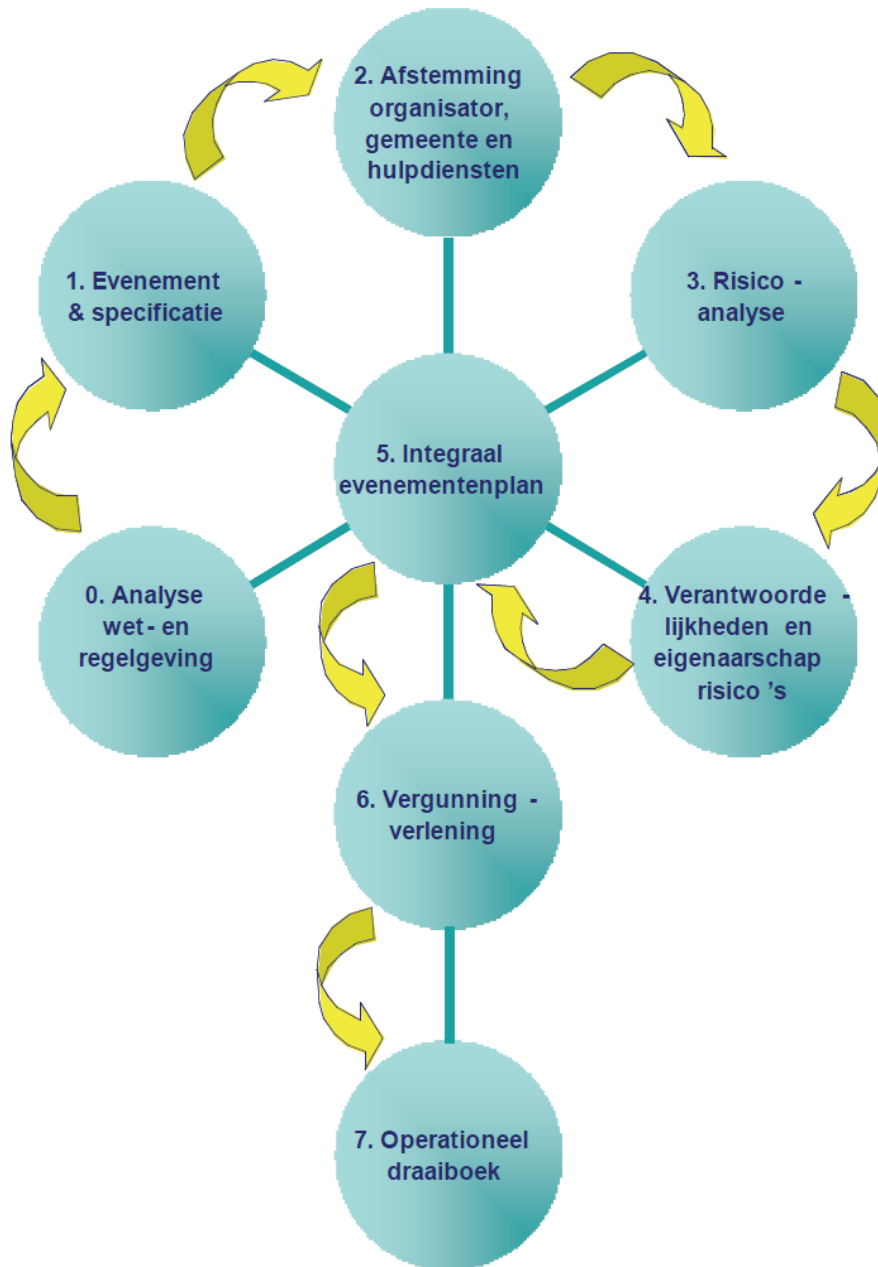 2. Afstemming
organisator,
gemeente en
hulpdiensten
1. Evenement
& specificatie
3. Risico -
analyse
5. Integraal
evenementenplan
0. Analyse
wet- en
regelgeving
4. Verantwoorde -
lijkheden en
eigenaarschap
risico 's
6. Vergunning -
verlening
7. Operationeel
draaiboek